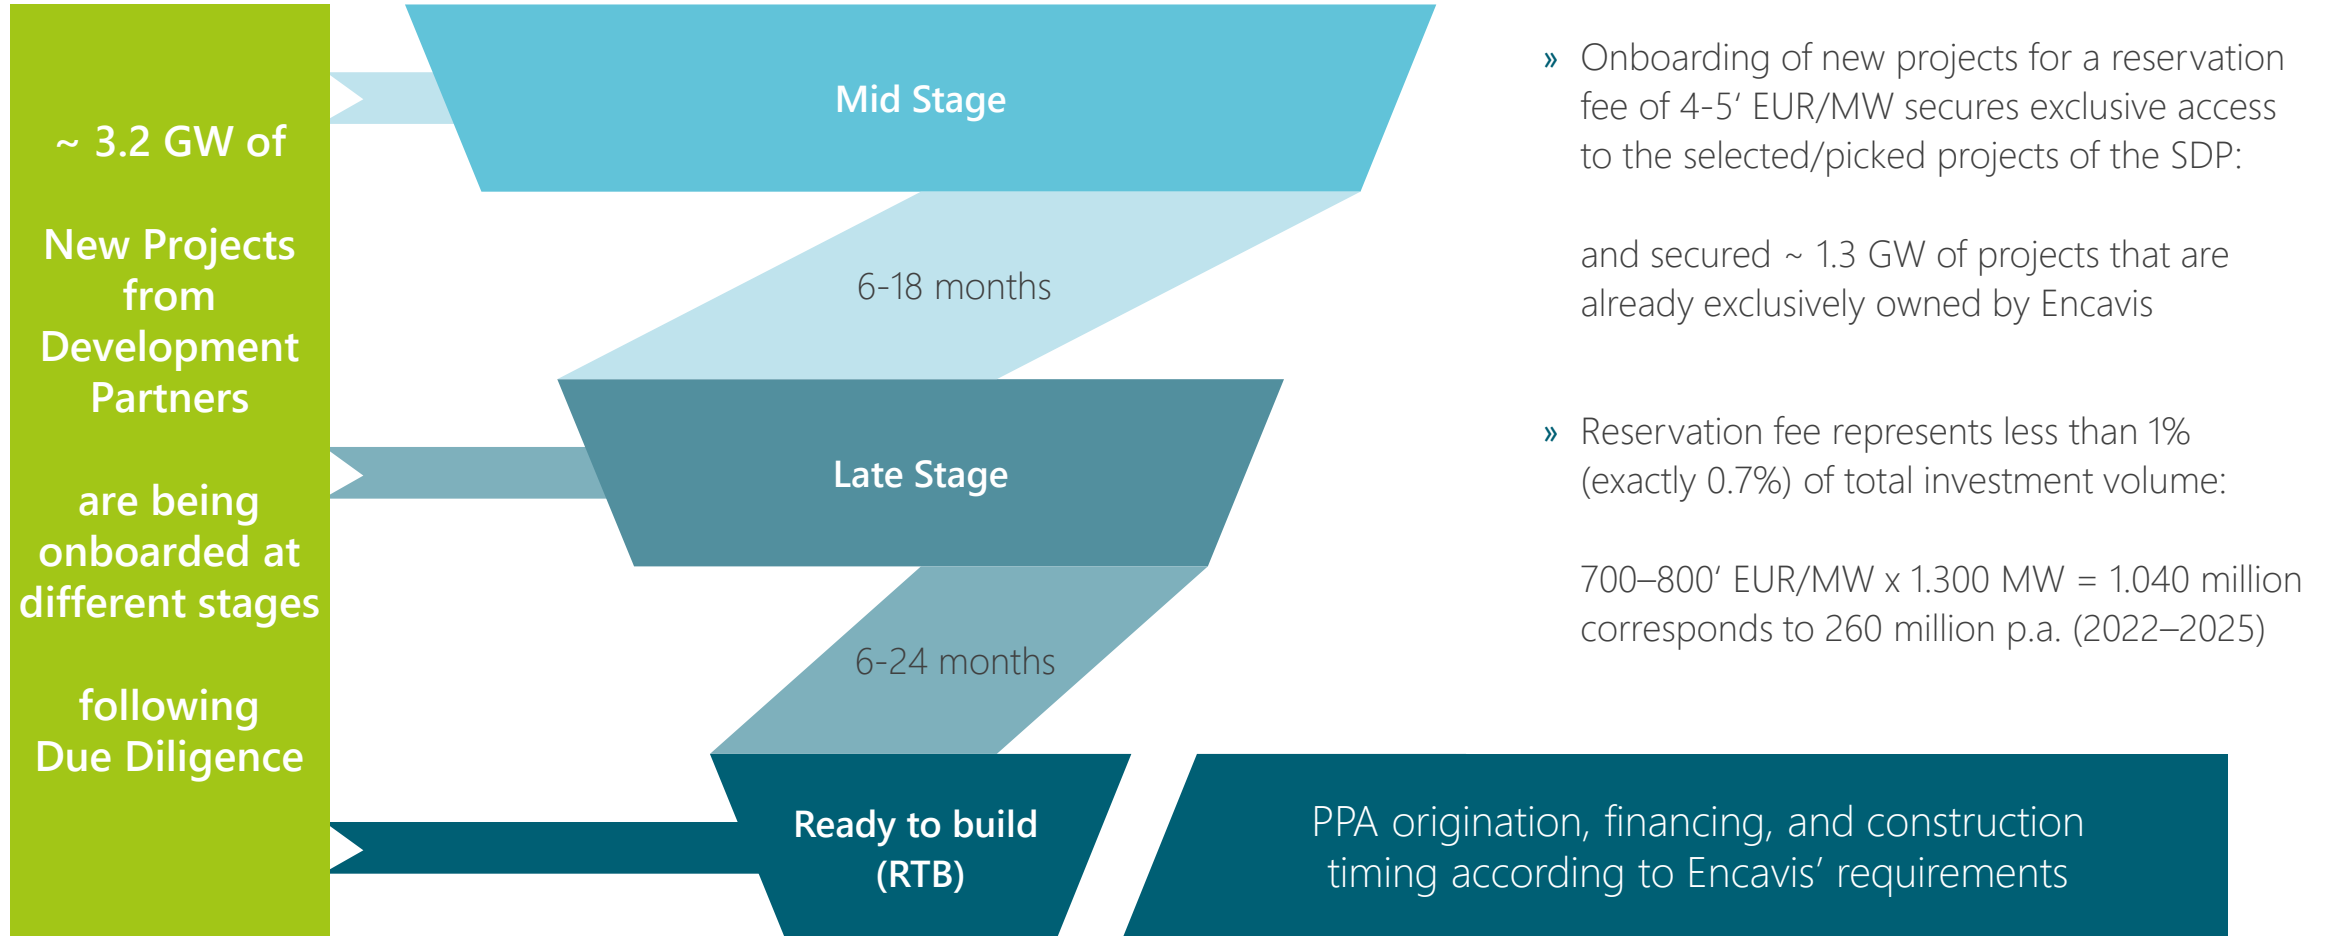 ~ 3.2 GW of
New Projects
from
Development
Partners
are being
onboarded at
different stages
following
Due Diligence
Mid Stage
6-18 months
Late Stage
6-24 months
Ready to build
(RTB)
» Onboarding of new projects for a reservation
fee of 4-5‘ EUR/MW secures exclusive access
to the selected/picked projects of the SDP:
and secured ~ 1.3 GW of projects that are
already exclusively owned by Encavis
» Reservation fee represents less than 1%
(exactly 0.7%) of total investment volume:
700–800‘ EUR/MW x 1.300 MW = 1.040 million
corresponds to 260 million p.a. (2022–2025)
PPA origination, financing, and construction
timing according to Encavis’ requirements